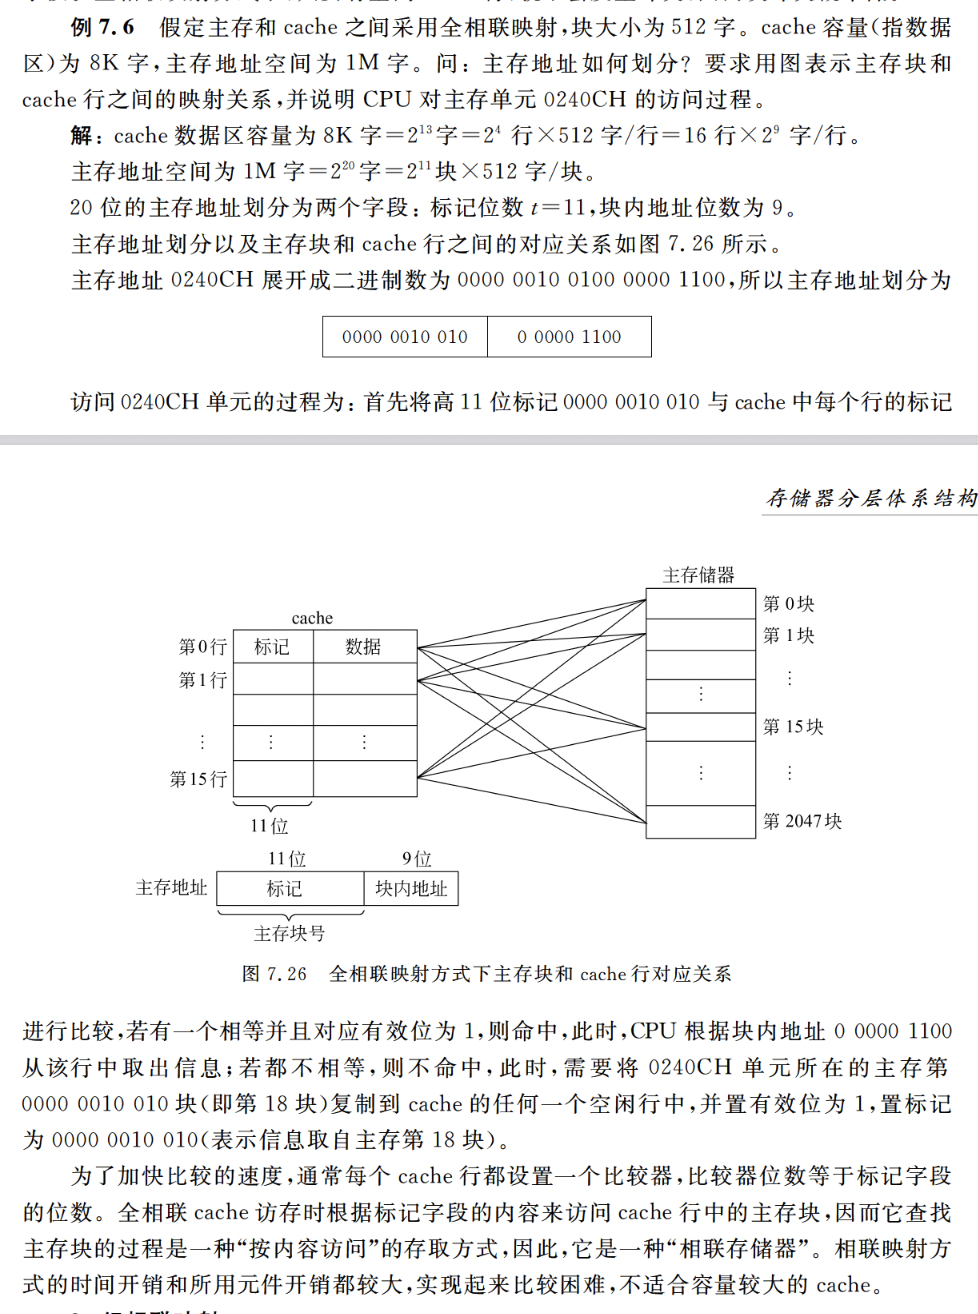 例 7.6 假定主存和 cache 之间采用全相联映射,块大小为 512 字。cache 容量(指数据
区)为 8K 字,主存地址空间为 1M 字。问: 主存地址如何划分? 要求用图表示主存块和
cache 行之间的映射关系,并说明 CPU 对主存单元 0240CH 的访问过程。
解: cache 数据区容量为 8K 字=2¹³字=2⁴ 行×512 字/行=16 行×2⁹ 字/行。
主存地址空间为 1M 字=2²⁰字=2¹¹块×512 字/块。
20 位的主存地址划分为两个字段: 标记位数 t=11,块内地址位数为 9。
主存地址划分以及主存块和 cache 行之间的对应关系如图 7.26 所示。
主存地址 0240CH 展开成二进制数为 0000 0010 0100 0000 1100,所以主存地址划分为
0000 0010 010 0 0000 1100
访问 0240CH 单元的过程为: 首先将高 11 位标记 0000 0010 010 与 cache 中每个行的标记
存储器分层体系结构
主存储器
cache
第 0 块
第0行 标记 数据
第 1 块
第1行
⋮
⋮
第 15 块
⋮ ⋮ ⋮
⋮ ⋮
第15行
第 2047 块
11位
11位 9位
主存地址 标记 块内地址
主存块号
图 7.26 全相联映射方式下主存块和 cache 行对应关系
进行比较,若有一个相等并且对应有效位为 1,则命中,此时,CPU 根据块内地址 0 0000 1100
从该行中取出信息;若都不相等,则不命中,此时,需要将 0240CH 单元所在的主存第
0000 0010 010 块(即第 18 块)复制到 cache 的任何一个空闲行中,并置有效位为 1,置标记
为 0000 0010 010(表示信息取自主存第 18 块)。
为了加快比较的速度,通常每个 cache 行都设置一个比较器,比较器位数等于标记字段
的位数。全相联 cache 访存时根据标记字段的内容来访问 cache 行中的主存块,因而它查找
主存块的过程是一种“按内容访问”的存取方式,因此,它是一种“相联存储器”。相联映射方
式的时间开销和所用元件开销都较大,实现起来比较困难,不适合容量较大的 cache。